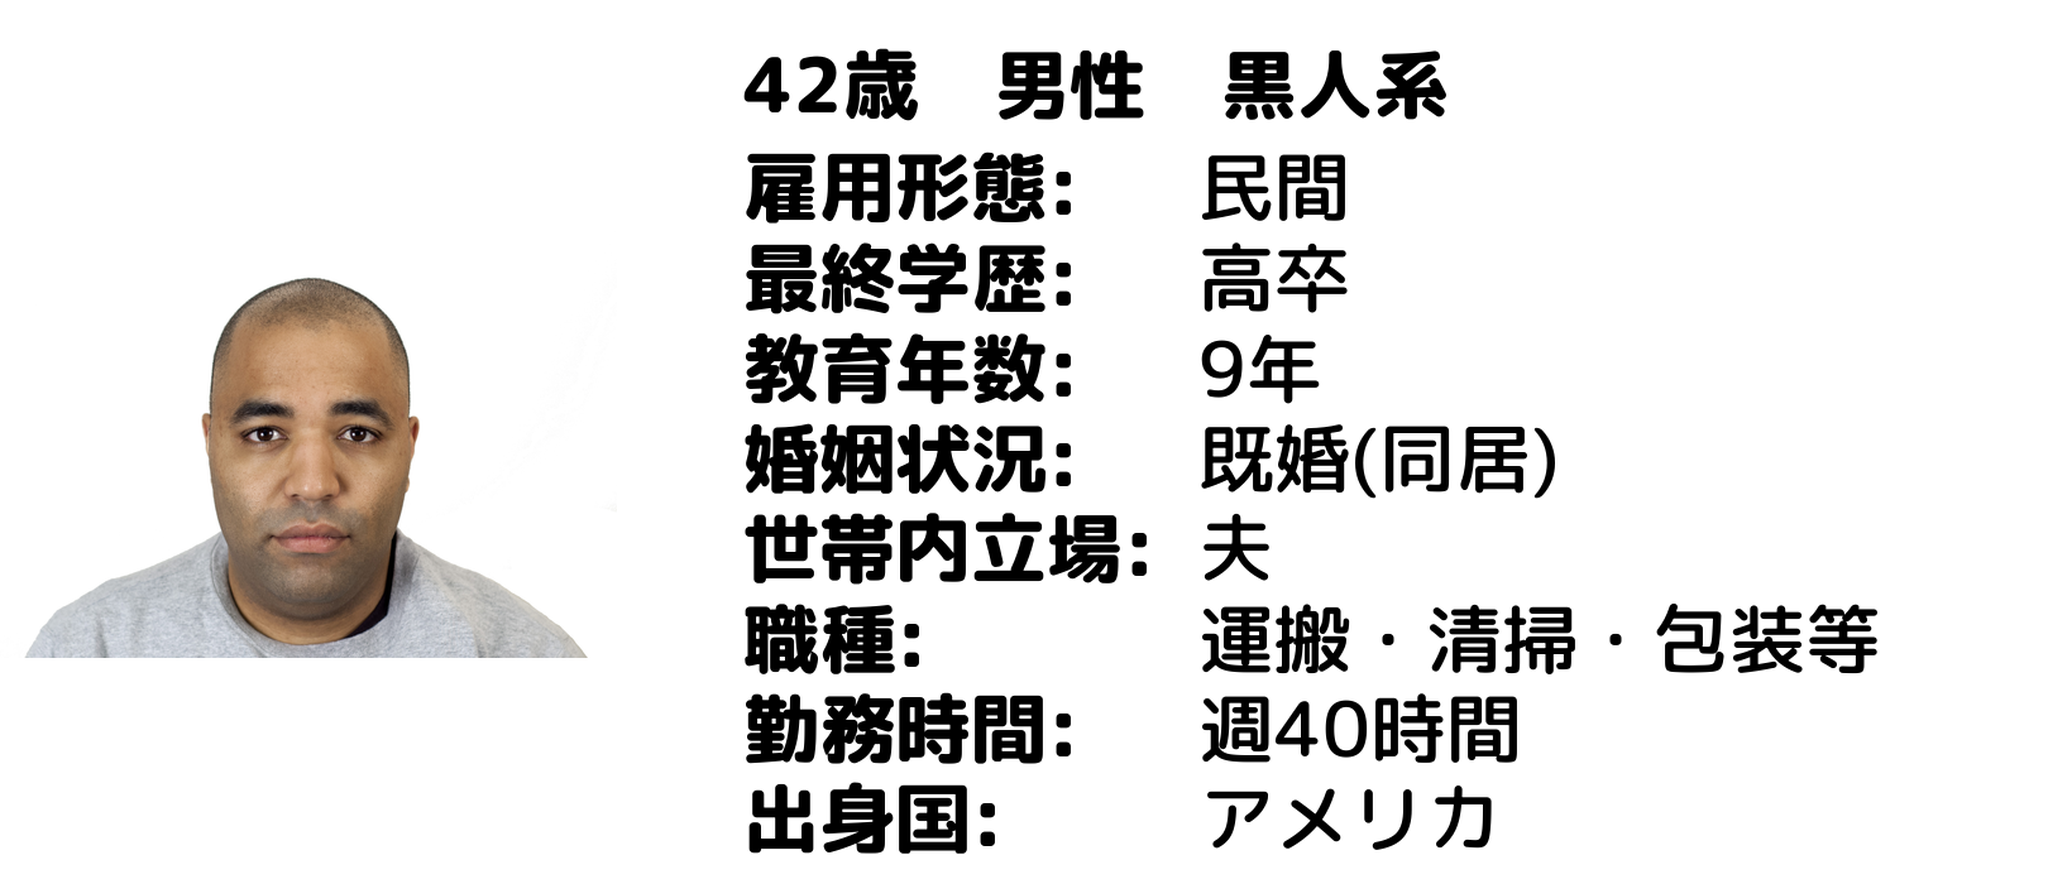 42歳　男性　黒人系
雇用形態:　民間
最終学歴:　高卒
教育年数:　9年
婚姻状況:　既婚(同居)
世帯内立場:　夫
職種:　運搬・清掃・包装等
勤務時間:　週40時間
出身国:　アメリカ